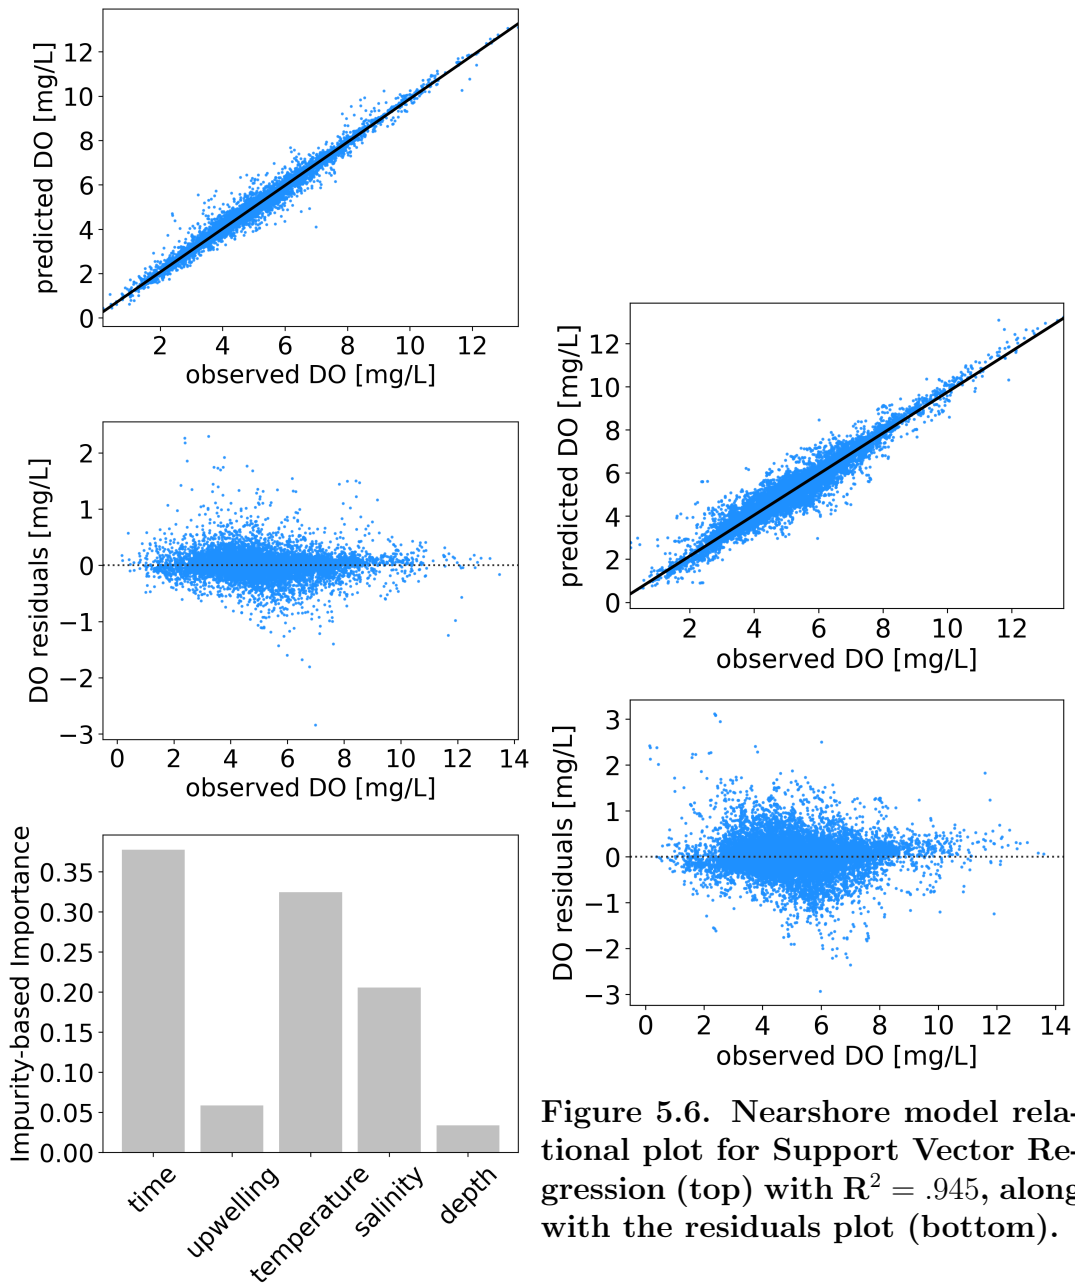 12
10
8
6
4
2
0
predicted DO [mg/L]
2 4 6 8 10 12
observed DO [mg/L]
2
1
0
−1
−2
−3
DO residuals [mg/L]
0 2 4 6 8 10 12 14
observed DO [mg/L]
0.35
0.30
0.25
0.20
0.15
0.10
0.05
0.00
Impurity-based Importance
time
upwelling
temperature
salinity
depth
12
10
8
6
4
2
0
predicted DO [mg/L]
2 4 6 8 10 12
observed DO [mg/L]
3
2
1
0
−1
−2
−3
DO residuals [mg/L]
0 2 4 6 8 10 12 14
observed DO [mg/L]
Figure 5.6. Nearshore model rela-
tional plot for Support Vector Re-
gression (top) with R² = .945, along
with the residuals plot (bottom).